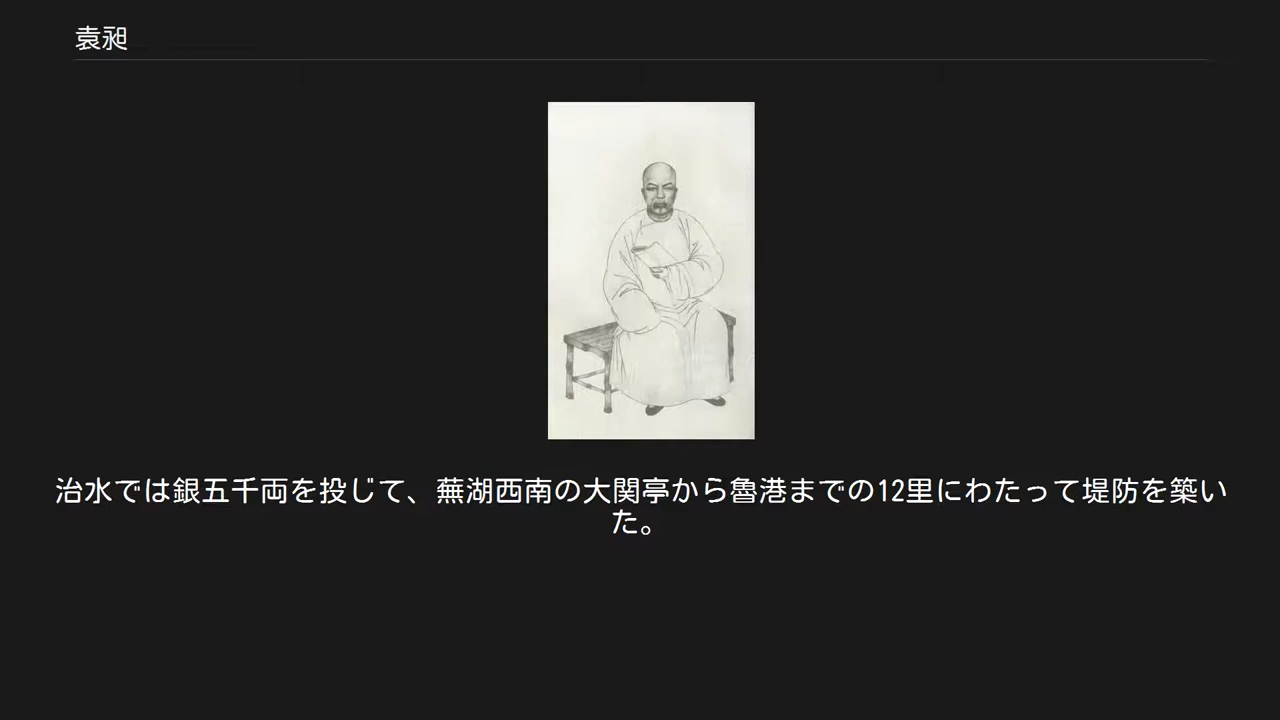 袁昶
治水では銀五千両を投じて、蕪湖西南の大関亭から魯港までの12里にわたって堤防を築い
た。